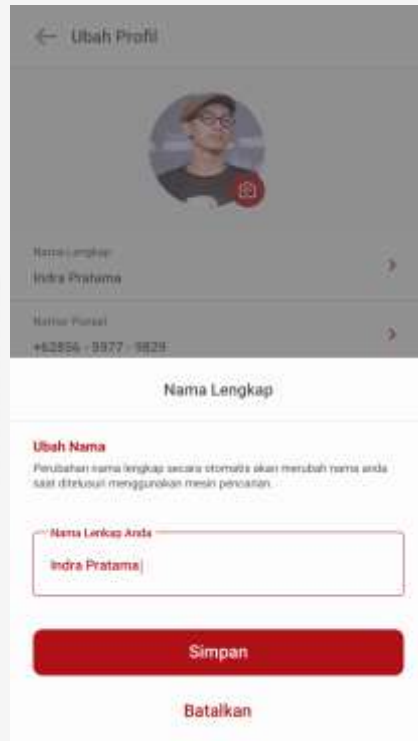 Ubah Profil
Nama Lengkap
Indra Pratama
Nomor Ponsel
+62856 - 9977 - 9829
Nama Lengkap
Ubah Nama
Perubahan nama lengkap secara otomatis akan merubah nama anda
saat ditelusuri menggunakan mesin pencarian.
Nama Lenkap Anda
Indra Pratama
Simpan
Batalkan